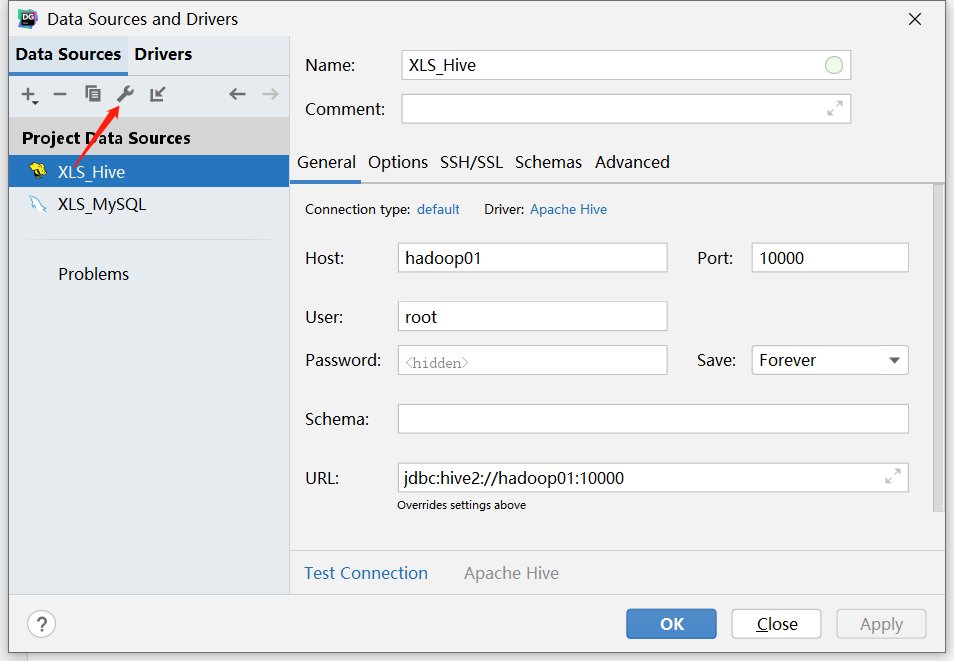 DG
Data Sources and Drivers
Data Sources Drivers
Project Data Sources
XLS_Hive
XLS_MySQL
Problems
Name: XLS_Hive
Comment:
General Options SSH/SSL Schemas Advanced
Connection type: default Driver: Apache Hive
Host: hadoop01 Port: 10000
User: root
Password: <hidden> Save: Forever
Schema:
URL: jdbc:hive2://hadoop01:10000
Overrides settings above
Test Connection Apache Hive
? OK Close Apply